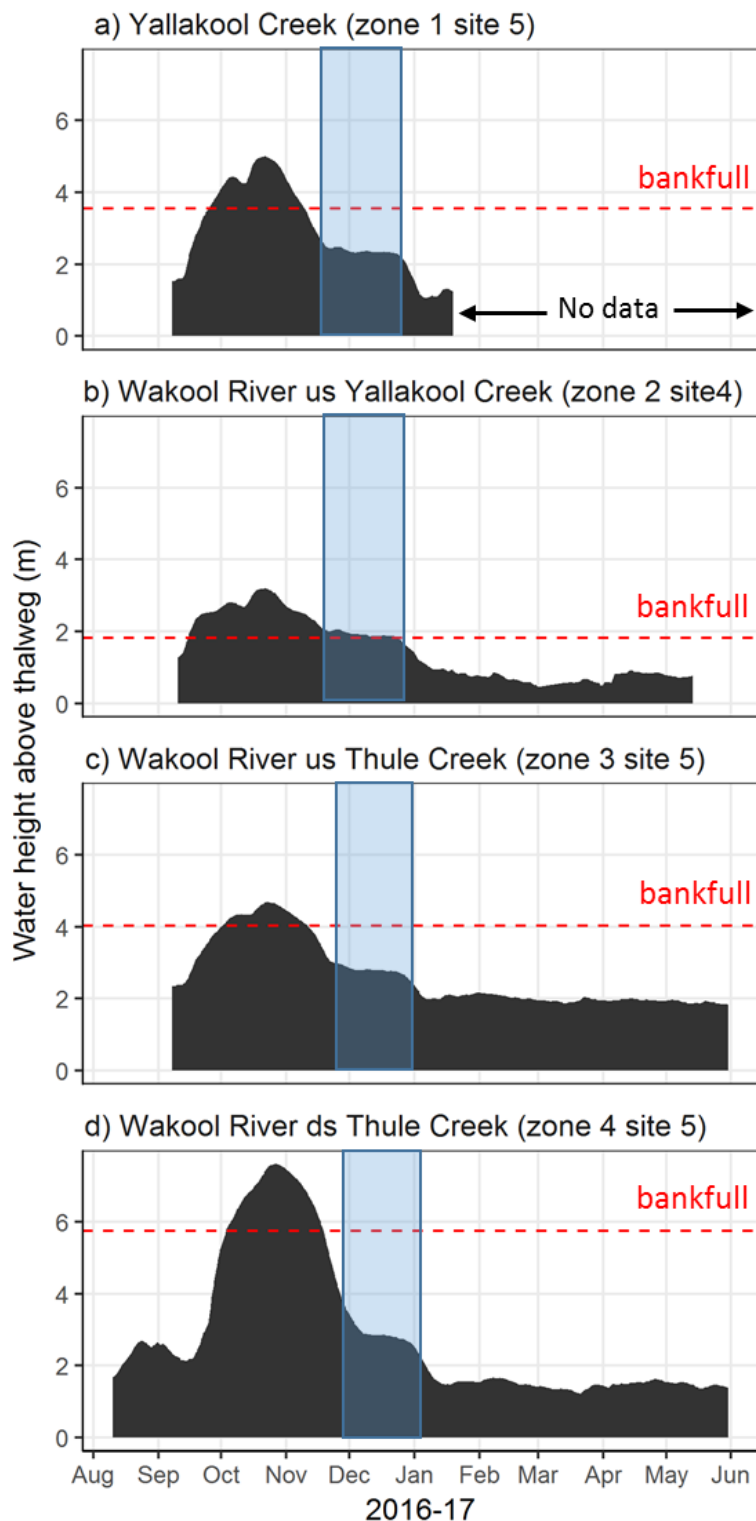 a) Yallakool Creek (zone 1 site 5)
6
4
2
0
bankfull
No data
b) Wakool River us Yallakool Creek (zone 2 site4)
6
4
2
0
bankfull
Water height above thalweg (m)
c) Wakool River us Thule Creek (zone 3 site 5)
6
4
2
0
bankfull
d) Wakool River ds Thule Creek (zone 4 site 5)
6
4
2
0
bankfull
Aug Sep Oct Nov Dec Jan Feb Mar Apr May Jun
2016-17